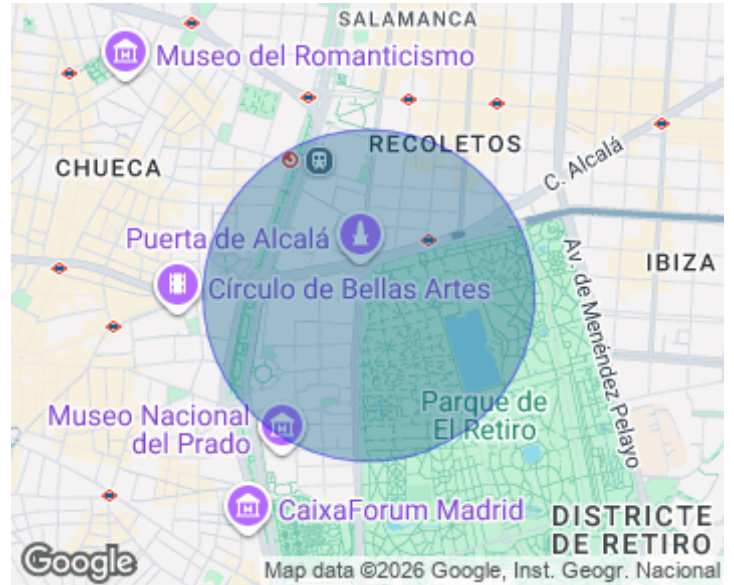 SALAMANCA
Museo del Romanticismo
RECOLETOS
CHUECA
C. Alcalá
Puerta de Alcalá
IBIZA
Círculo de Bellas Artes
Av. de Menéndez Pelayo
Parque de
El Retiro
Museo Nacional
del Prado
CaixaForum Madrid
DISTRICTE
DE RETIRO
Google
Map data ©2026 Google, Inst. Geogr. Nacional